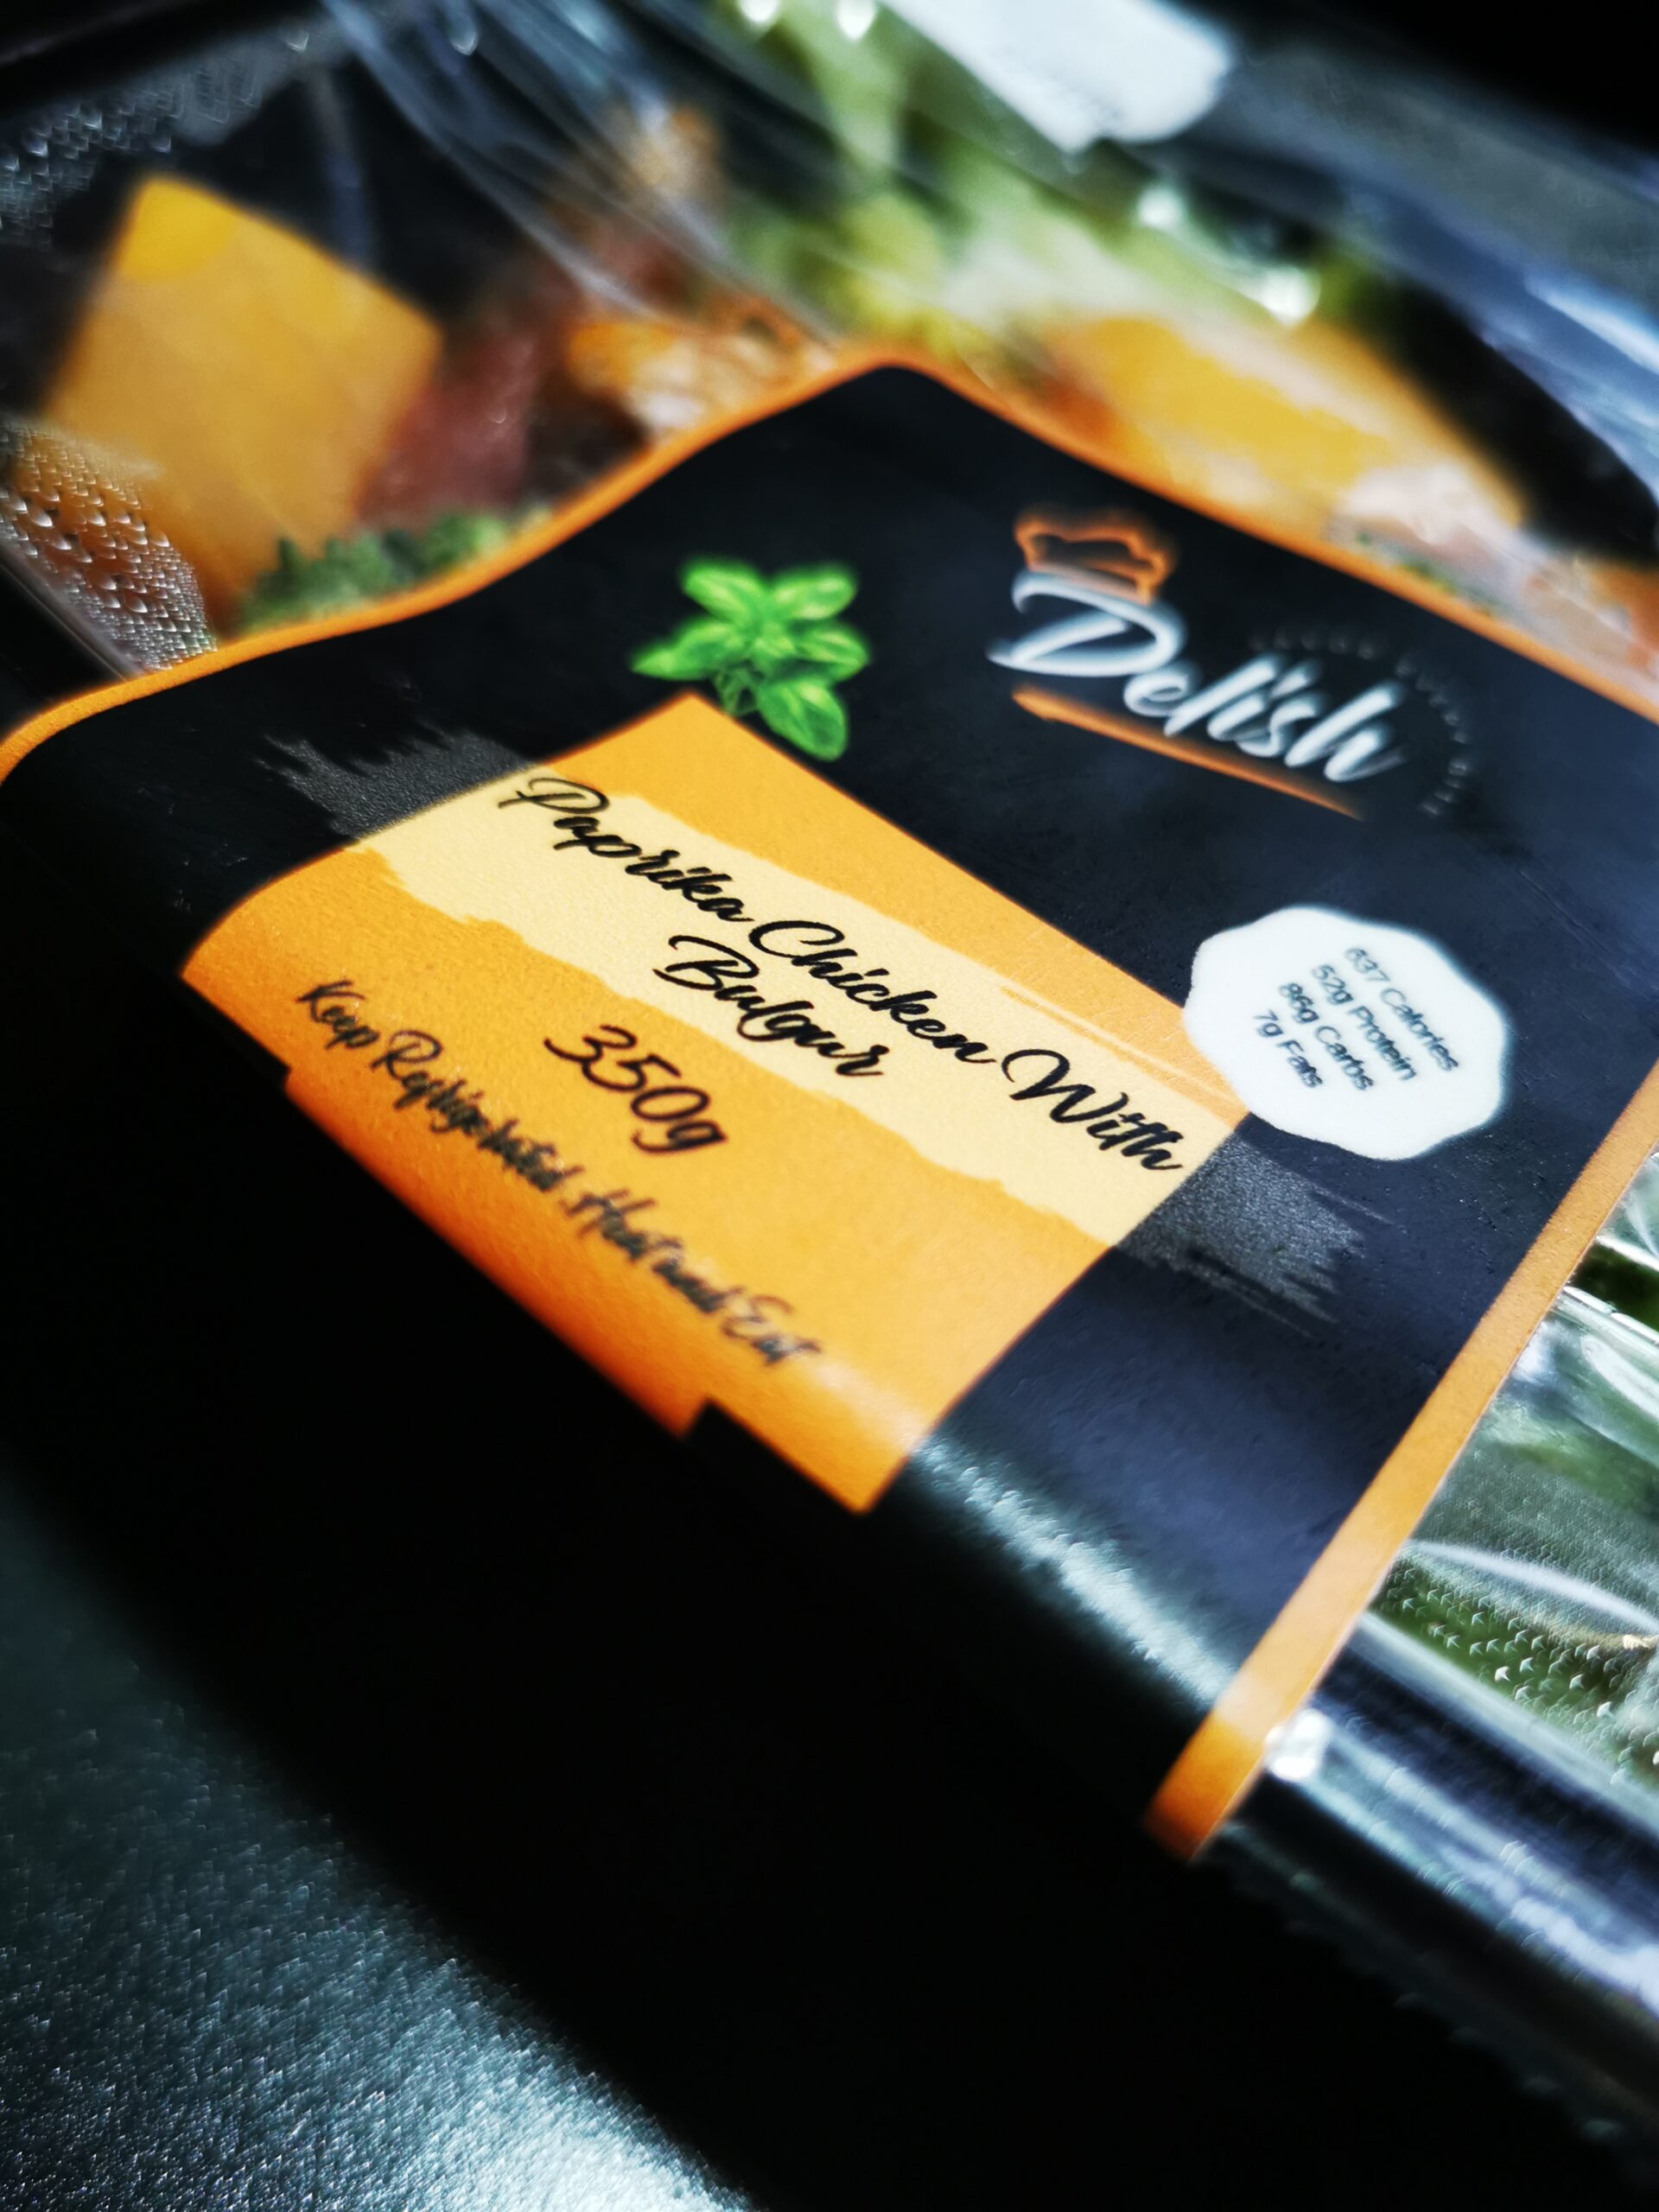 Delish
637 Calories
52g Protein
86g Carbs
7g Fats
Paprika Chicken With
Bulgur
350g
Keep Refrigerated. Heat and Eat